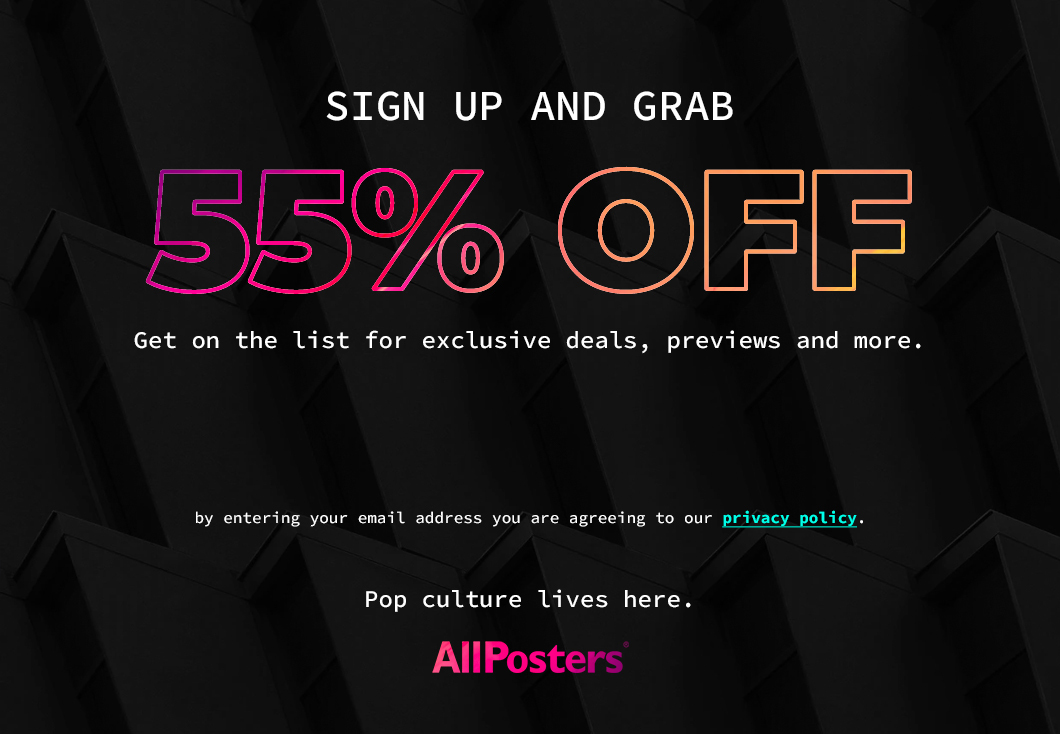 SIGN UP AND GRAB
55% OFF
Get on the list for exclusive deals, previews and more.
by entering your email address you are agreeing to our privacy policy.
Pop culture lives here.
AllPosters®